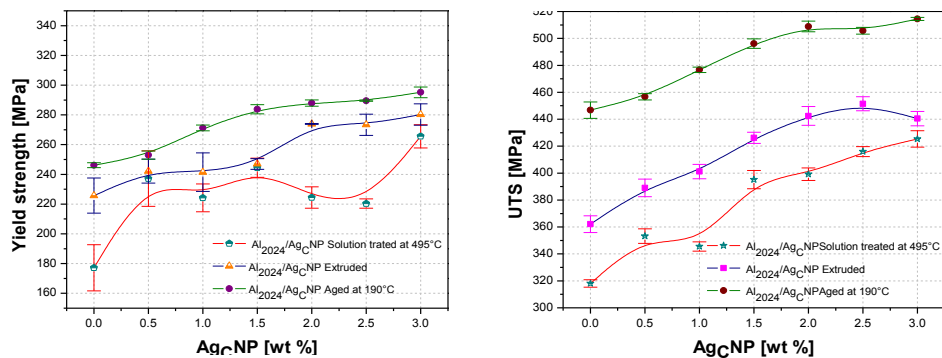 Yield strength [MPa]
340
320
300
280
260
240
220
200
180
160
Al2024/AgCNP Solution trated at 495°C
Al2024/AgCNP Extruded
Al2024/AgCNP Aged at 190°C
0.0 0.5 1.0 1.5 2.0 2.5 3.0
AgCNP [wt %]
UTS [MPa]
520
500
480
460
440
420
400
380
360
340
320
300
Al2024/AgCNPSolution treated at 495°C
Al2024/AgCNP Extruded
Al2024/AgCNPAged at 190°C
0.0 0.5 1.0 1.5 2.0 2.5 3.0
AgCNP [wt %]